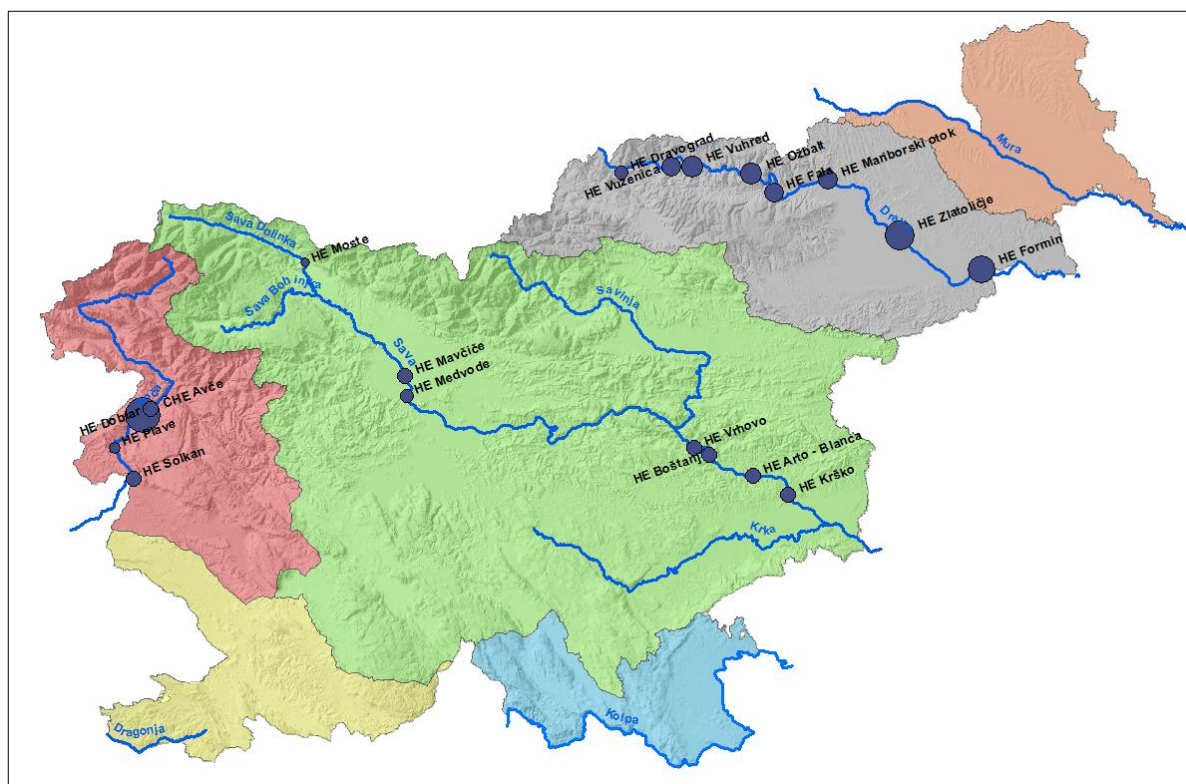 Mura
HE Dravograd
HE Vuhred
HE Ožbalt
HE Mariborski otok
HE Vuzenica
HE Fala
HE Zlatoličje
HE Formin
Sava Dolinka
HE Moste
Sava Bohinjka
Savinja
Sava
HE Mavčiče
HE Medvode
HE Doblar
ČHE Avče
HE Plave
HE Solkan
HE Vrhovo
HE Boštanj
HE Arto - Blanca
HE Krško
Krka
Kolpa
Dragonja